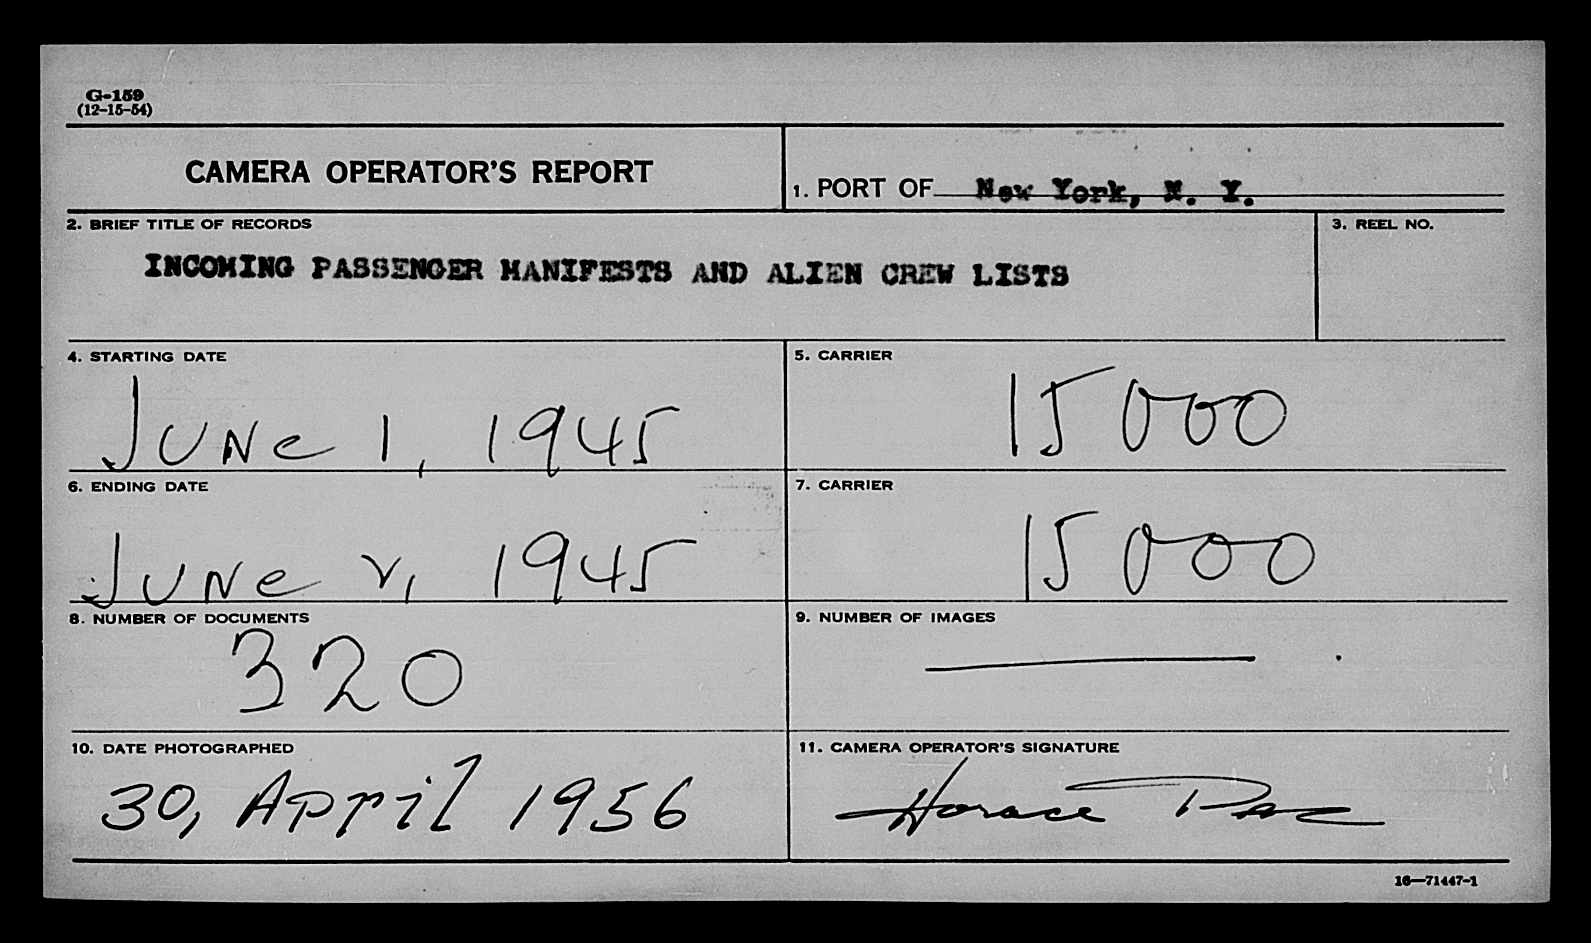 G-159
(12-15-54)
CAMERA OPERATOR'S REPORT
1. PORT OF New York, N. Y.
2. BRIEF TITLE OF RECORDS
3. REEL NO.
INCOMING PASSENGER MANIFESTS AND ALIEN CREW LISTS
4. STARTING DATE
June 1, 1945
5. CARRIER
15000
6. ENDING DATE
June 2, 1945
7. CARRIER
15000
8. NUMBER OF DOCUMENTS
320
9. NUMBER OF IMAGES
10. DATE PHOTOGRAPHED
30, April 1956
11. CAMERA OPERATOR'S SIGNATURE
Horace
16—71447-1